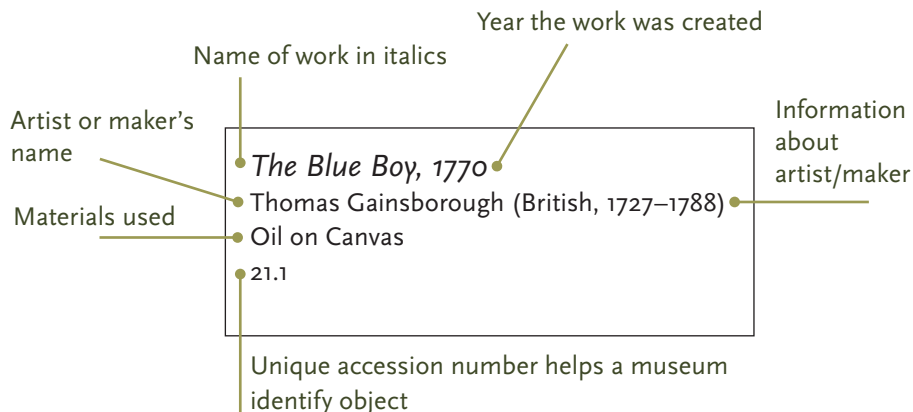 Year the work was created
Name of work in italics
Artist or maker's
name
Information
about
artist/maker
The Blue Boy, 1770
Thomas Gainsborough (British, 1727–1788)
Materials used
Oil on Canvas
21.1
Unique accession number helps a museum
identify object